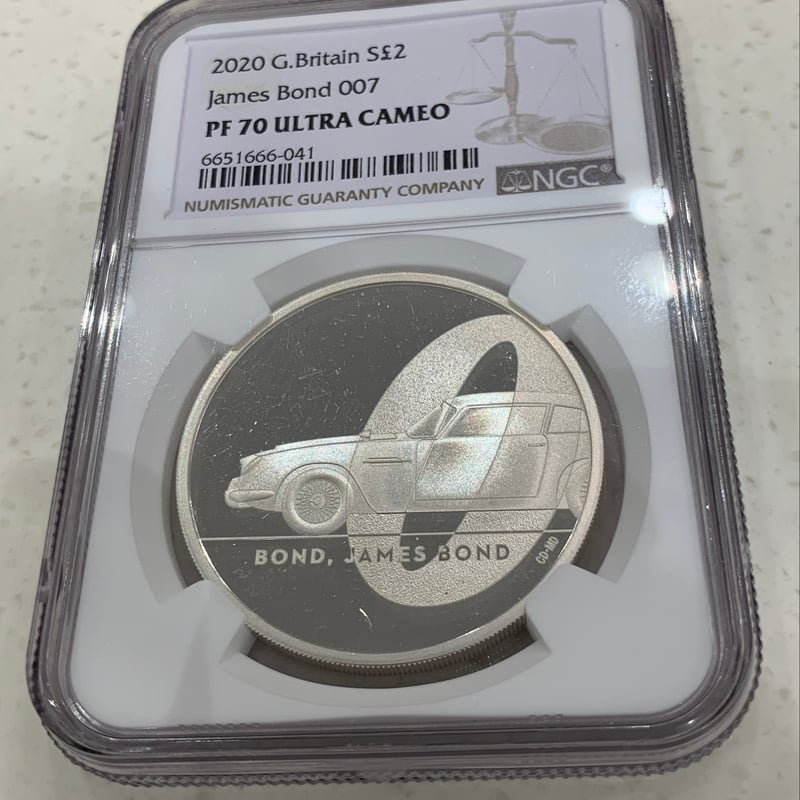 2020 G.Britain S£2
James Bond 007
PF 70 ULTRA CAMEO
6651666-041
NUMISMATIC GUARANTY COMPANY
NGC®
BOND, JAMES BOND
CD·MD